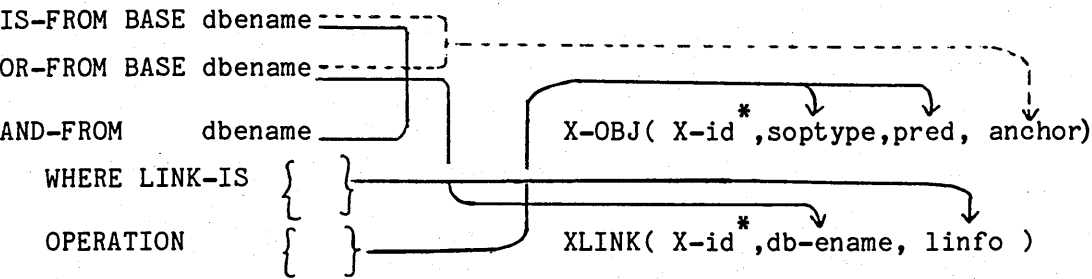 IS-FROM BASE dbename
OR-FROM BASE dbename
AND-FROM dbename X-OBJ( X-id*,soptype,pred, anchor)
WHERE LINK-IS { }
OPERATION { } XLINK( X-id*,db-ename, linfo )